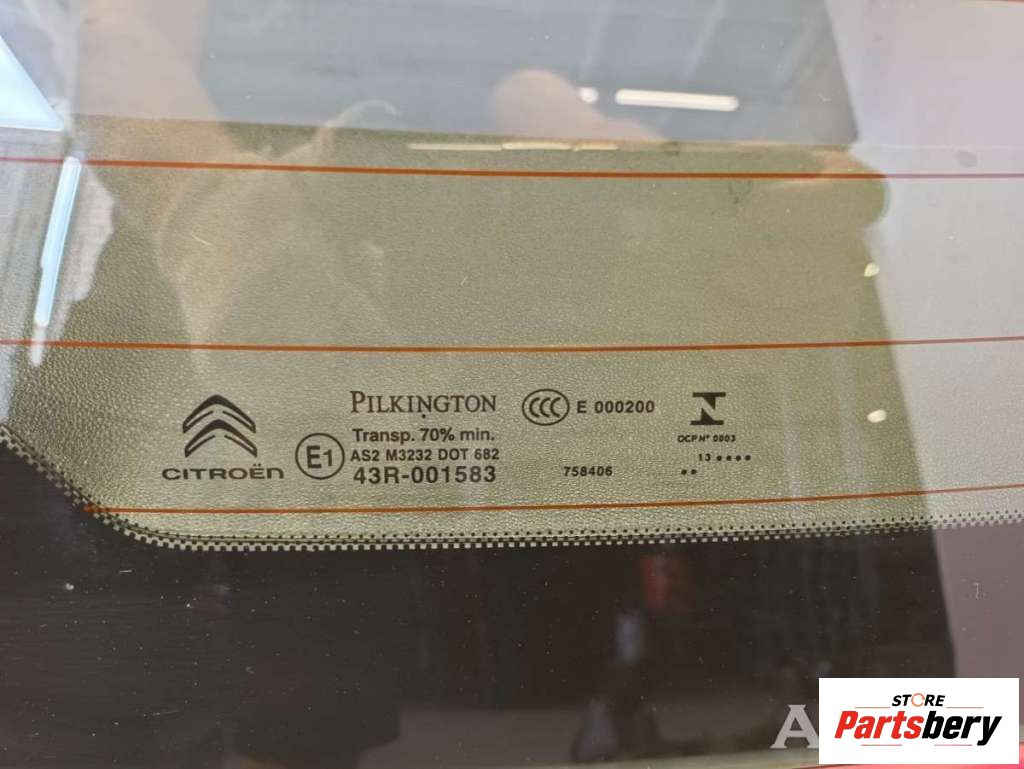 CITROËN
PILKINGTON
Transp. 70% min.
E1
AS2 M3232 DOT 682
43R-001583
CCC E 000200
758406
N
OCP Nº 0003
13 ••••
••
STORE
Partsbery
A